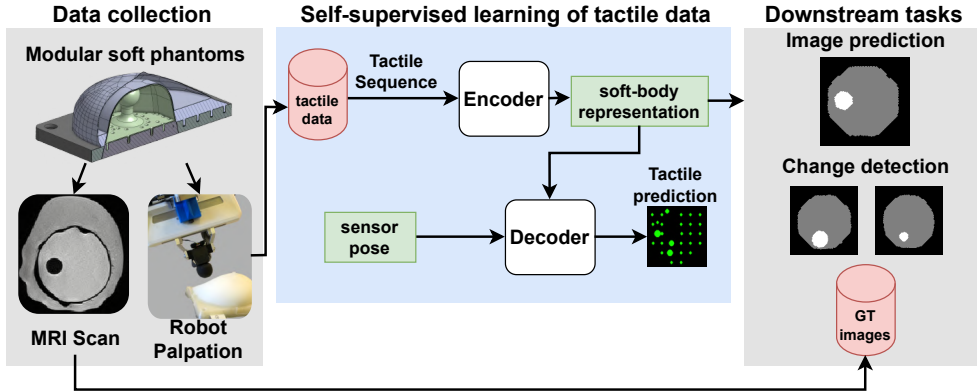 Data collection
Modular soft phantoms
MRI Scan
Robot
Palpation
Self-supervised learning of tactile data
tactile
data
Tactile
Sequence
Encoder
soft-body
representation
sensor
pose
Decoder
Tactile
prediction
Downstream tasks
Image prediction
Change detection
GT
images